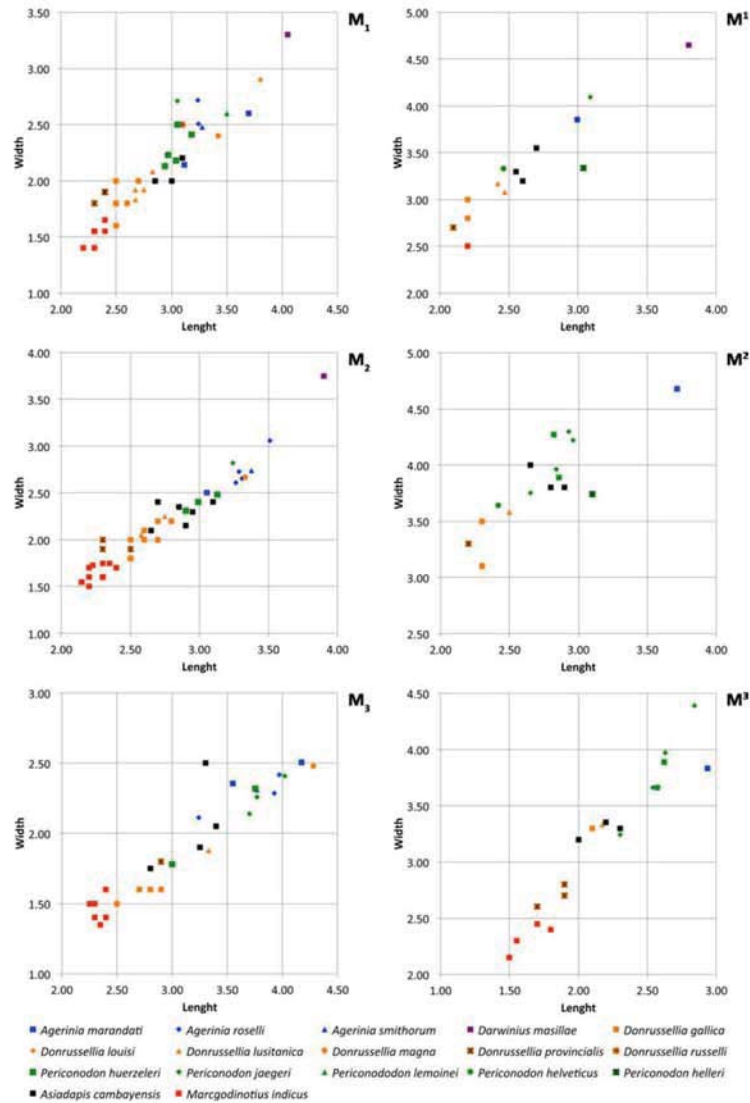 M₁
3.50
3.00
2.50
2.00
1.50
1.00
Width
2.00 2.50 3.00 3.50 4.00 4.50
Lenght
M¹
5.00
4.50
4.00
3.50
3.00
2.50
2.00
Width
2.00 2.50 3.00 3.50 4.00
Lenght
M₂
4.00
3.50
3.00
2.50
2.00
1.50
1.00
Width
2.00 2.50 3.00 3.50 4.00
Lenght
M²
5.00
4.50
4.00
3.50
3.00
2.50
Width
2.00 2.50 3.00 3.50 4.00
Lenght
M₃
3.00
2.50
2.00
1.50
1.00
Width
2.00 2.50 3.00 3.50 4.00 4.50
Lenght
M³
4.50
4.00
3.50
3.00
2.50
2.00
Width
1.00 1.50 2.00 2.50 3.00
Lenght
Agerinia marandati Agerinia roselli Agerinia smithorum Darwinius masillae Donrussellia gallica
Donrussellia louisi Donrussellia lusitanica Donrussellia magna Donrussellia provincialis Donrussellia russelli
Periconodon huerzeleri Periconodon jaegeri Periconododon lemoinei Periconodon helveticus Periconodon helleri
Asiadapis cambayensis Marcgodinotius indicus